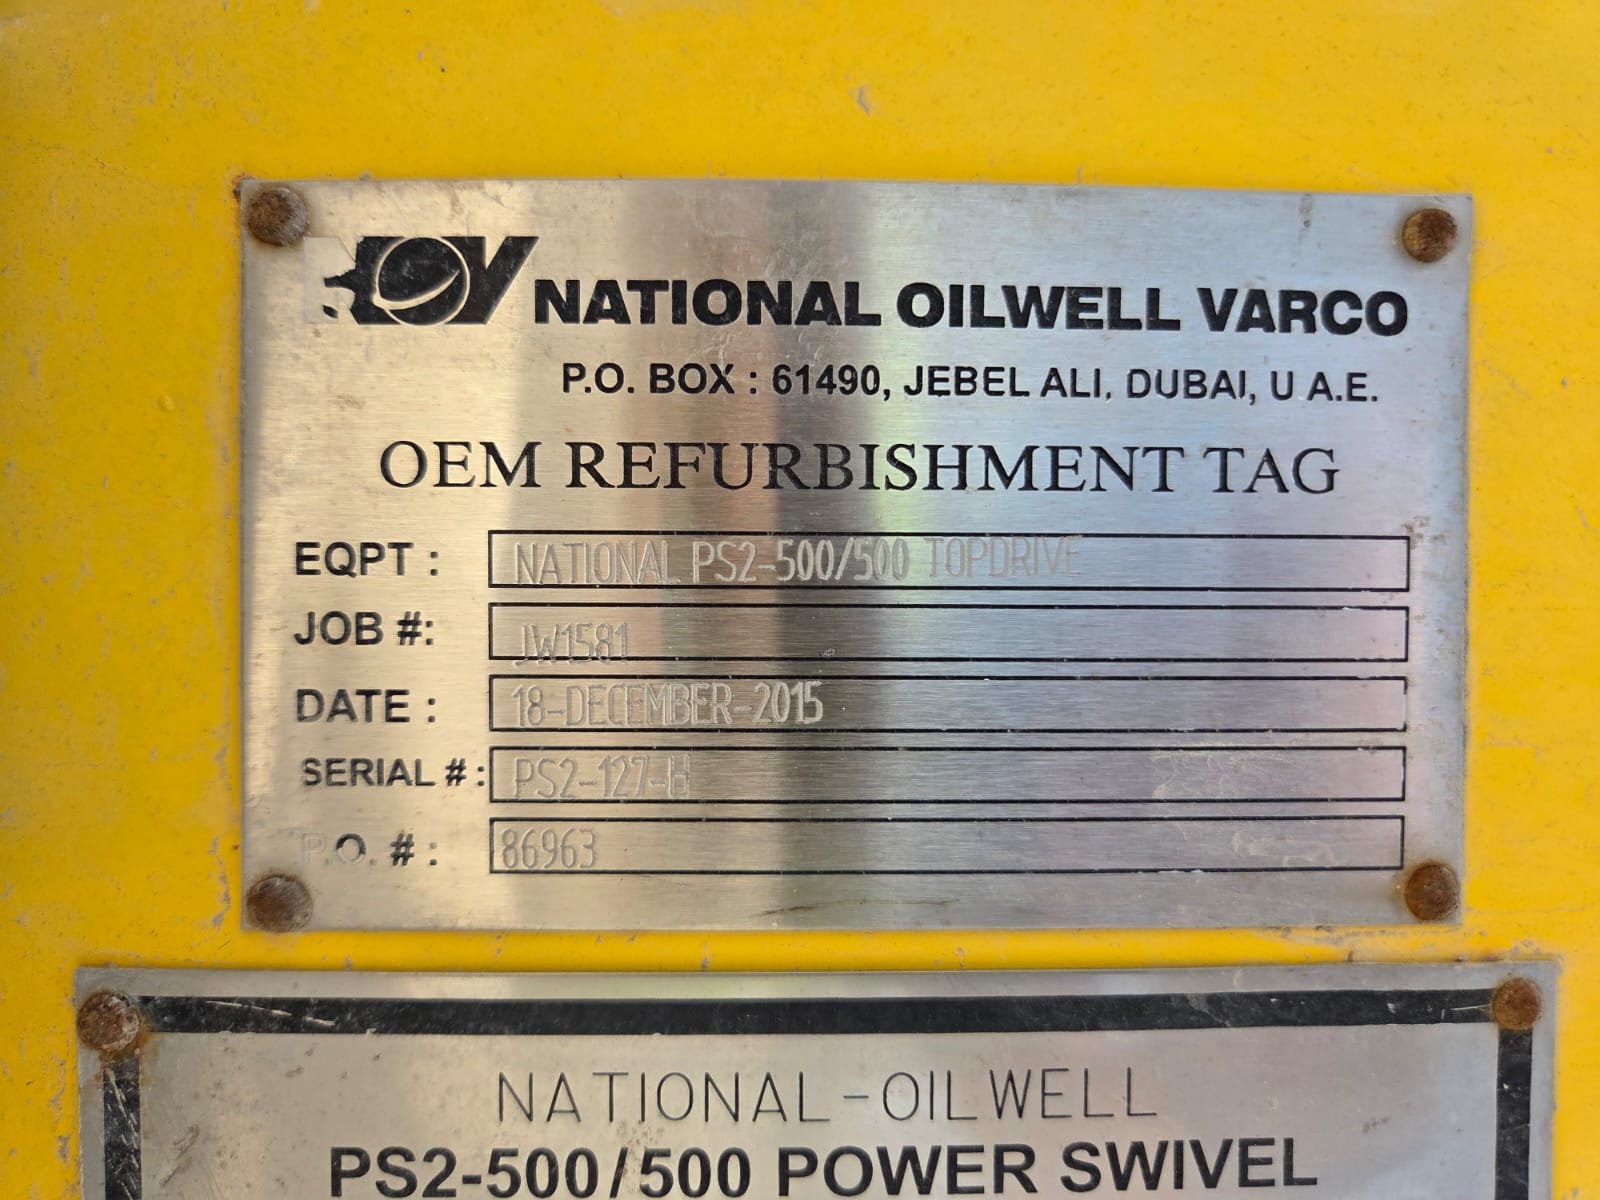 NOV NATIONAL OILWELL VARCO
P.O. BOX : 61490, JEBEL ALI, DUBAI, U A.E.
OEM REFURBISHMENT TAG
EQPT : NATIONAL PS2-500/500 TOPDRIVE
JOB #: JW1581
DATE : 18-DECEMBER-2015
SERIAL # : PS2-127-H
P.O. # : 86963
NATIONAL-OILWELL
PS2-500/500 POWER SWIVEL